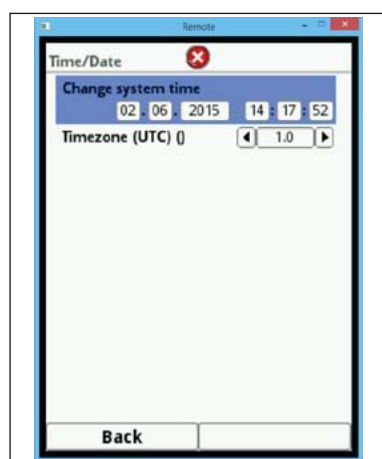 Remote
Time/Date
Change system time
02 . 06 . 2015 14 : 17 : 52
Timezone (UTC) ()
1.0
Back